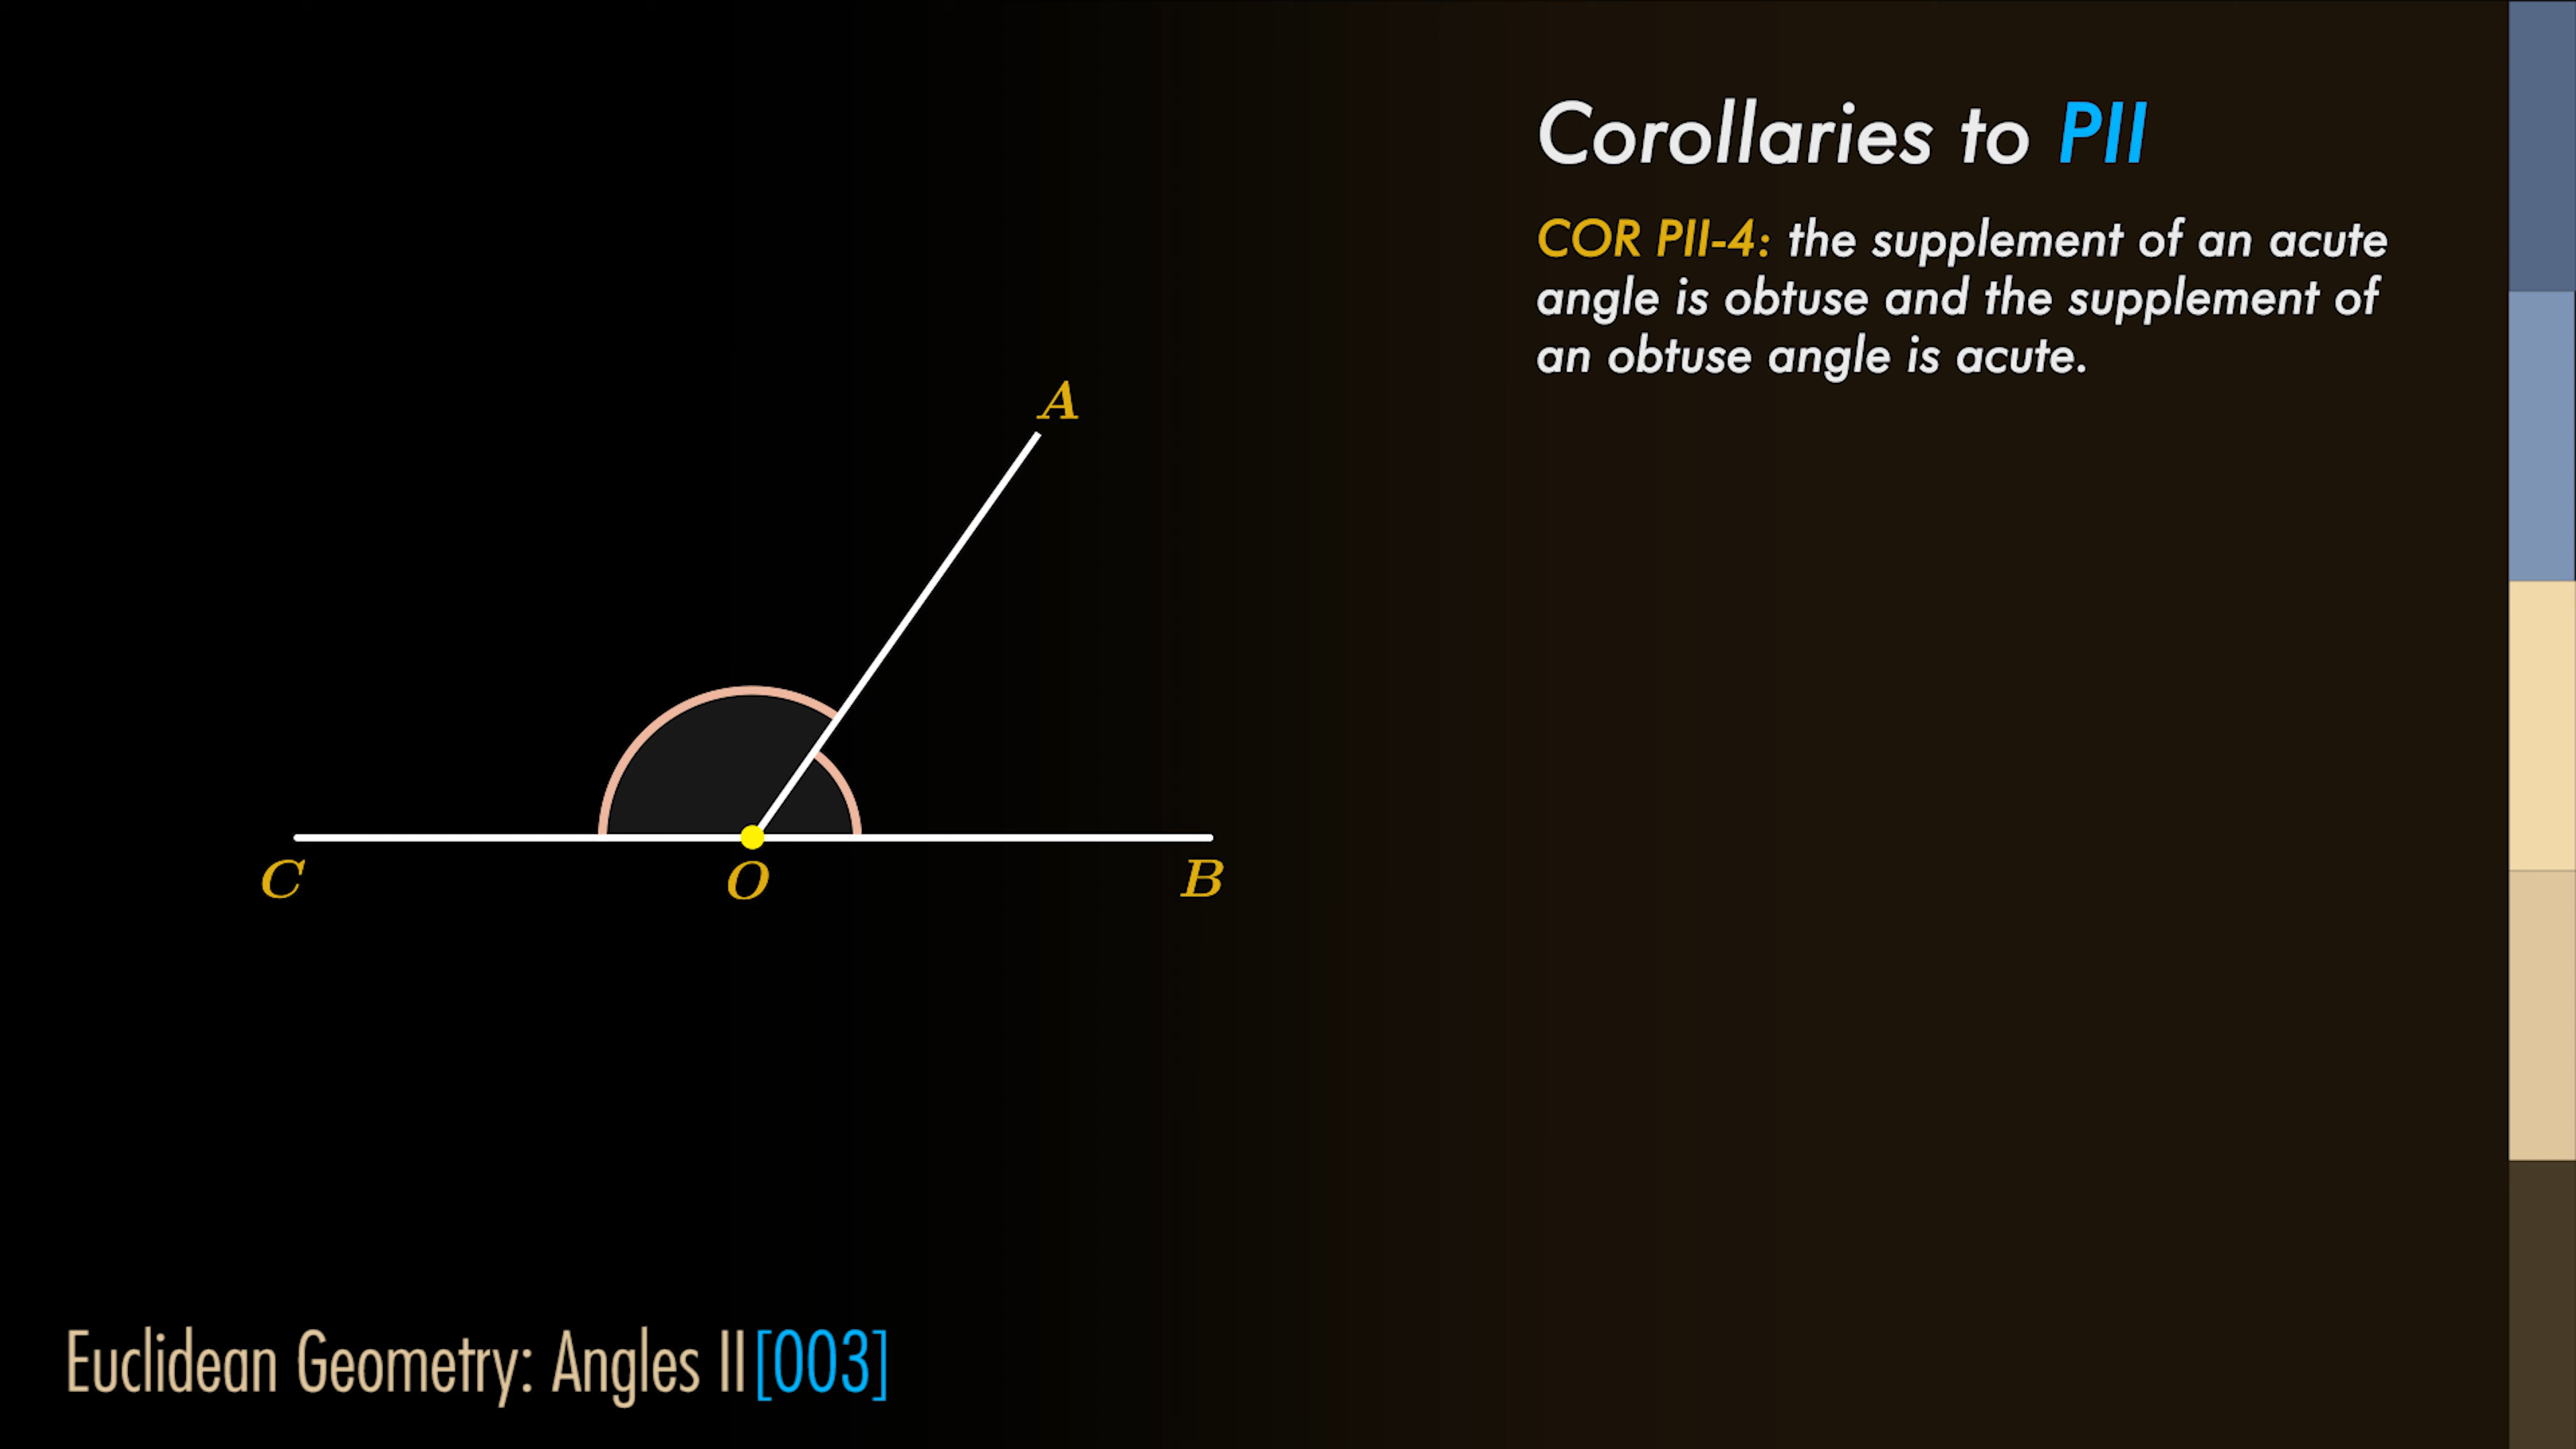 Corollaries to PII
COR PII-4: the supplement of an acute
angle is obtuse and the supplement of
an obtuse angle is acute.
A
C
O
B
Euclidean Geometry: Angles II [003]